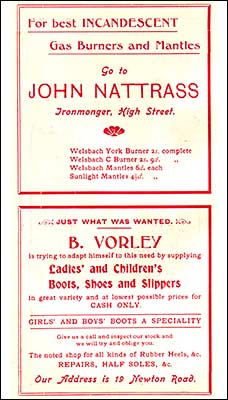 For best INCANDESCENT
Gas Burners and Mantles
Go to
JOHN NATTRASS
Ironmonger, High Street.
Welsbach York Burner 2s. complete
Welsbach C Burner 2s. 9d. „
Welsbach Mantles 6d. each
Sunlight Mantles 4½d. „
JUST WHAT WAS WANTED.
B. VORLEY
is trying to adapt himself to this need by supplying
Ladies' and Children's
Boots, Shoes and Slippers
in great variety and at lowest possible prices for
CASH ONLY.
GIRLS' AND BOYS' BOOTS A SPECIALITY
Give us a call and inspect our stock and
we will try and oblige you.
The noted shop for all kinds of Rubber Heels, &c.
REPAIRS, HALF SOLES, &c.
Our Address is 19 Newton Road.